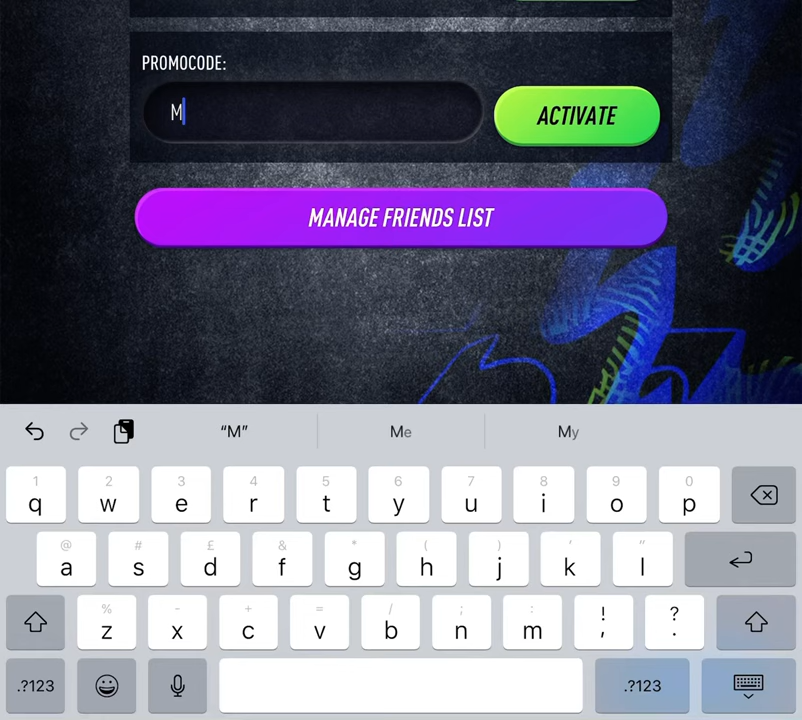 PROMOCODE:
M
ACTIVATE
MANAGE FRIENDS LIST
“M” Me My
1 2 3 4 5 6 7 8 9 0
q w e r t y u i o p
@ # £ & * ( ) ' "
a s d f g h j k l
% - + = / ; : ! ?
z x c v b n m , .
.?123 .?123